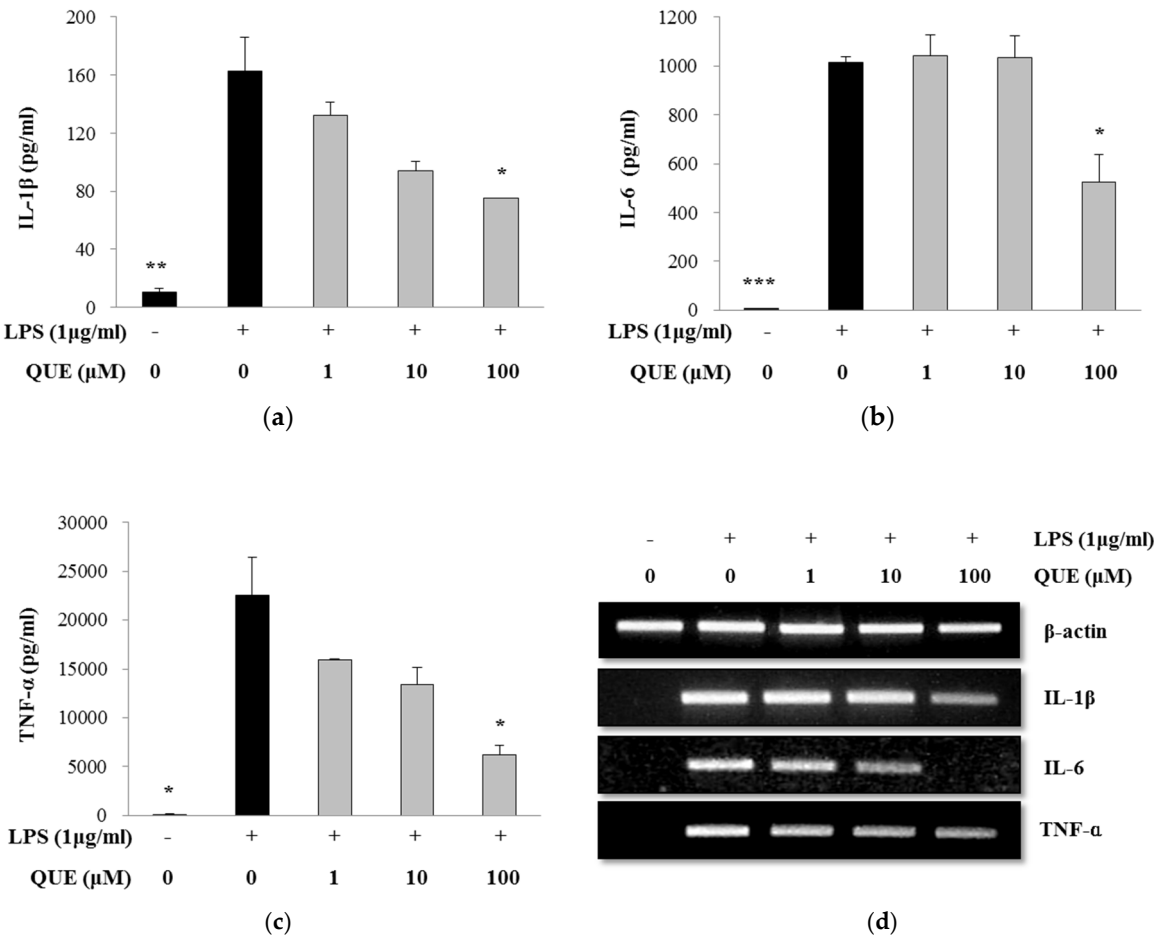 200
160
120
80
40
0
IL-1β (pg/ml)
**
*
LPS (1μg/ml) - + + + +
QUE (μM) 0 0 1 10 100
(a)
1200
1000
800
600
400
200
0
IL-6 (pg/ml)
***
*
LPS (1μg/ml) - + + + +
QUE (μM) 0 0 1 10 100
(b)
30000
25000
20000
15000
10000
5000
0
TNF-α (pg/ml)
*
*
LPS (1μg/ml) - + + + +
QUE (μM) 0 0 1 10 100
(c)
- + + + + LPS (1μg/ml)
0 0 1 10 100 QUE (μM)
β-actin
IL-1β
IL-6
TNF-α
(d)